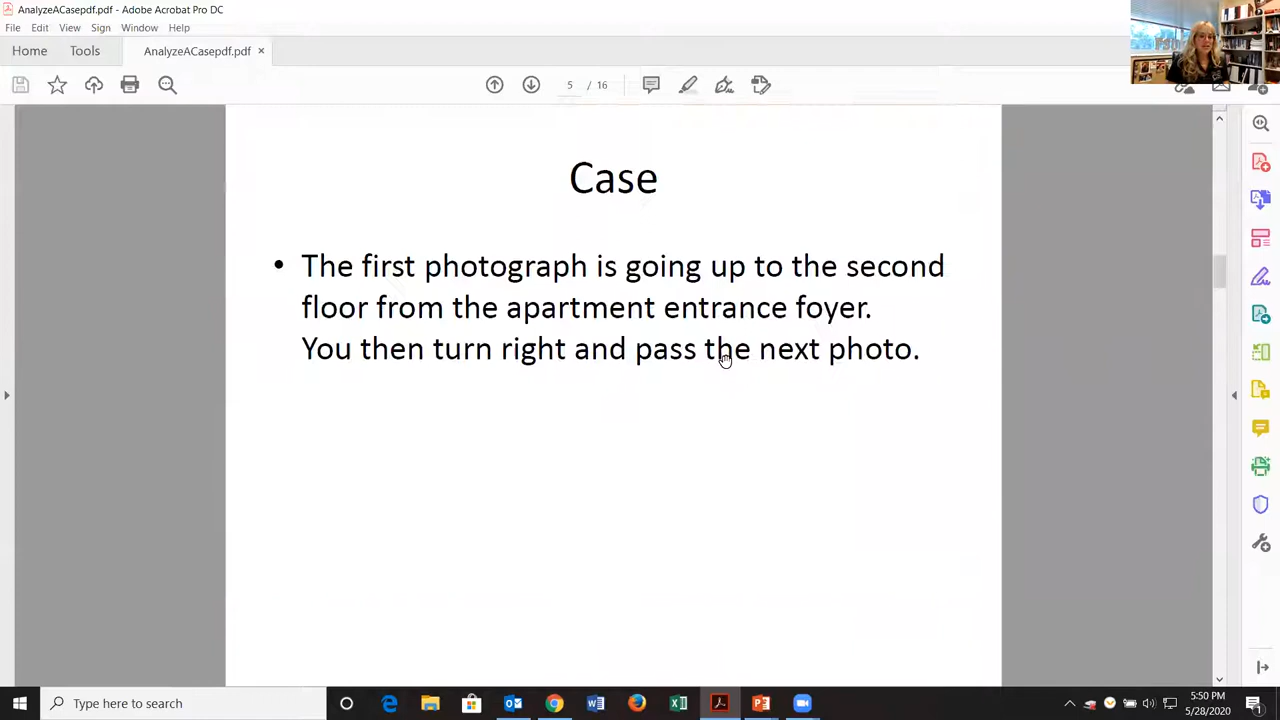 AnalyzeACasepdf.pdf - Adobe Acrobat Pro DC
File Edit View Sign Window Help
Home Tools AnalyzeACasepdf.pdf ×
5 / 16
Case
• The first photograph is going up to the second
floor from the apartment entrance foyer.
You then turn right and pass the next photo.
Type here to search
5:50 PM
5/28/2020